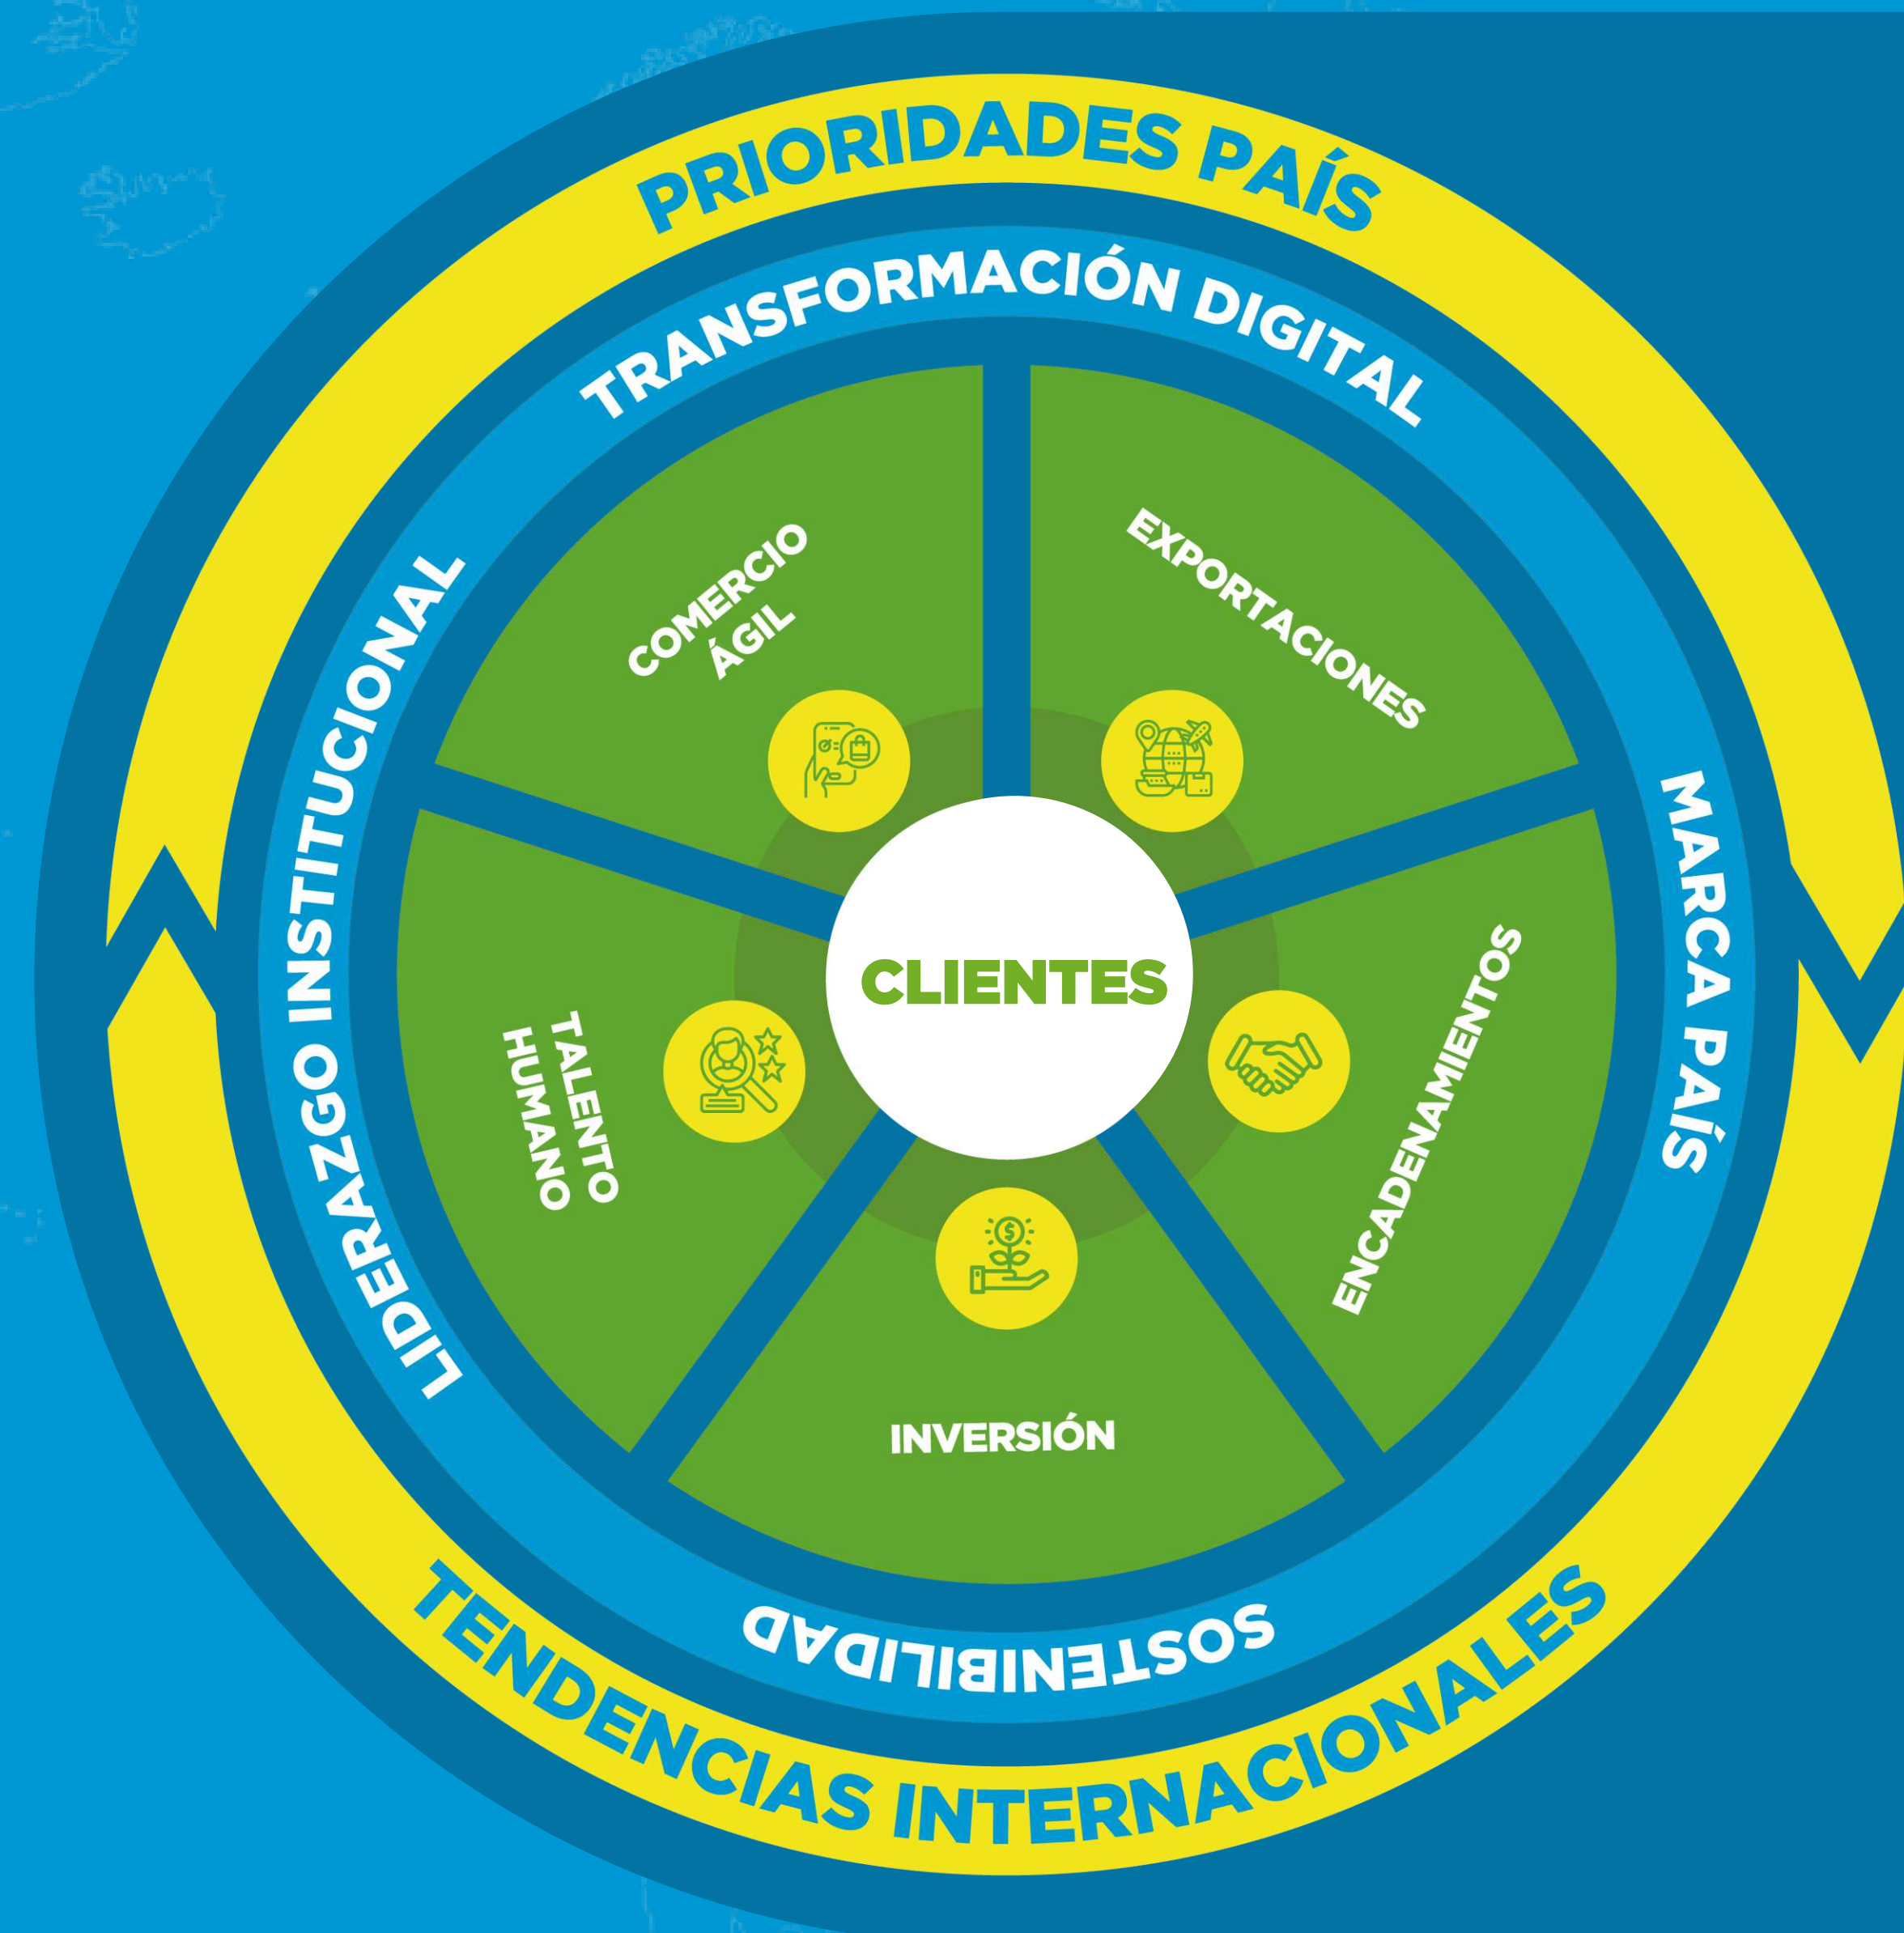 PRIORIDADES PAÍS
TRANSFORMACIÓN DIGITAL
MARCA PAÍS
SOSTENIBILIDAD
LIDERAZGO INSTITUCIONAL
COMERCIO
ÁGIL
EXPORTACIONES
ENCADENAMIENTOS
INVERSIÓN
TALENTO
HUMANO
CLIENTES
TENDENCIAS INTERNACIONALES